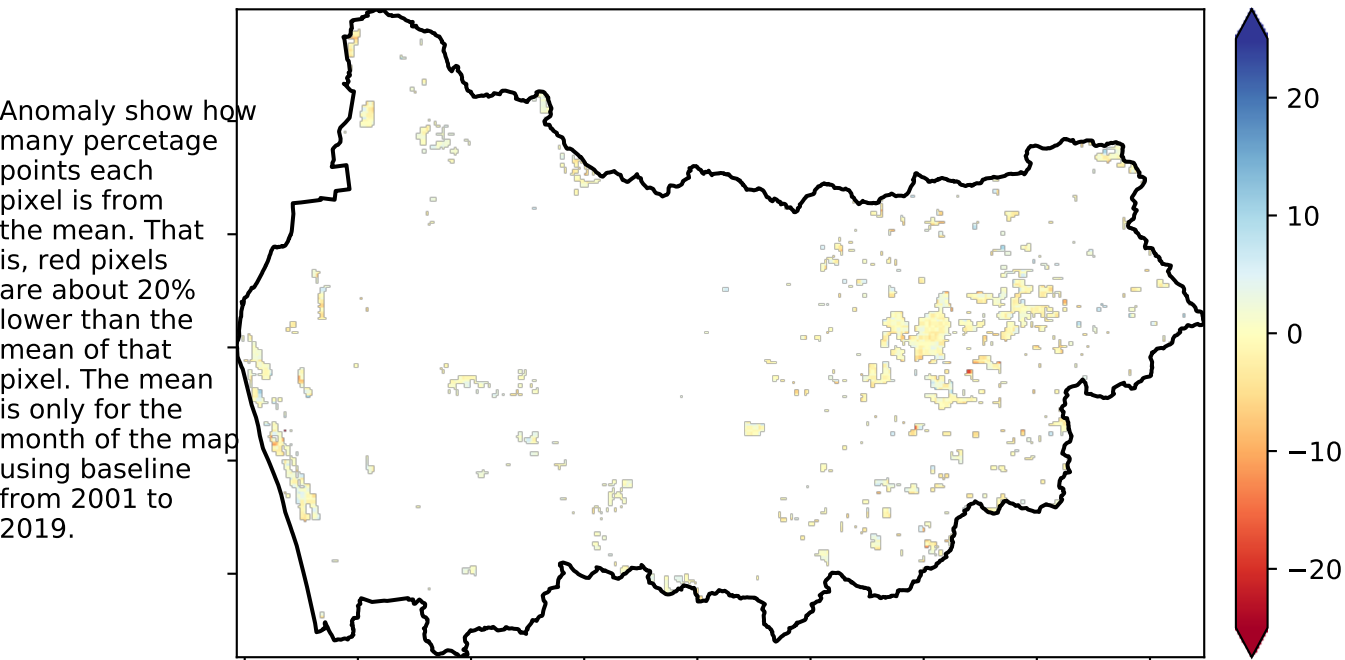 Anomaly show how
many percetage
points each
pixel is from
the mean. That
is, red pixels
are about 20%
lower than the
mean of that
pixel. The mean
is only for the
month of the map
using baseline
from 2001 to
2019.
20
10
0
−10
−20